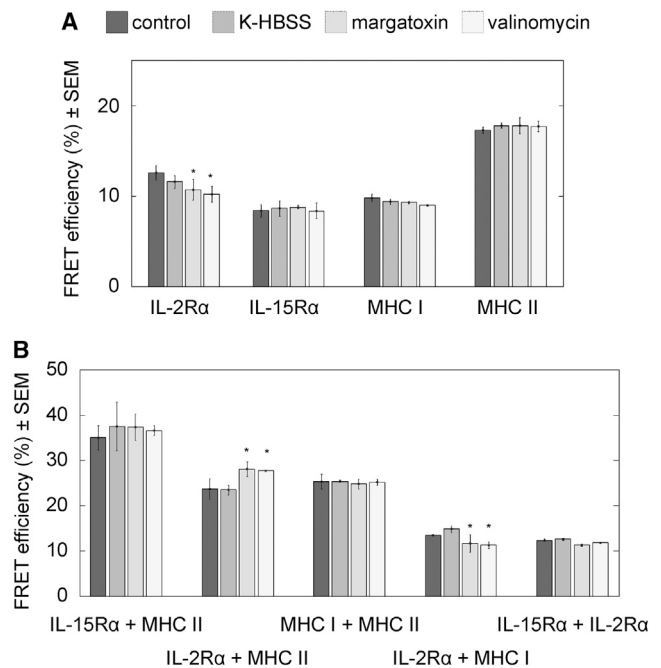 A control K-HBSS margatoxin valinomycin
FRET efficiency (%) ± SEM
20
10
0
* *
IL-2Rα IL-15Rα MHC I MHC II
B
FRET efficiency (%) ± SEM
50
40
30
20
10
0
* *
* *
IL-15Rα + MHC II MHC I + MHC II IL-15Rα + IL-2Rα
IL-2Rα + MHC II IL-2Rα + MHC I